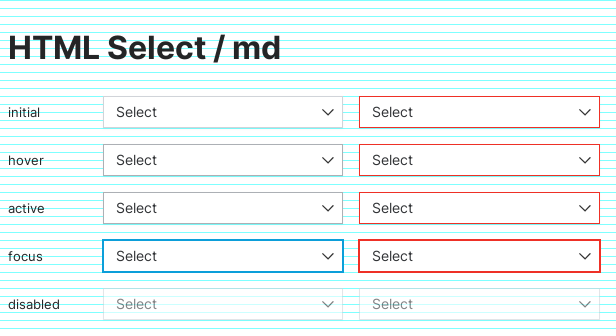 HTML Select / md
initial Select Select
hover Select Select
active Select Select
focus Select Select
disabled Select Select